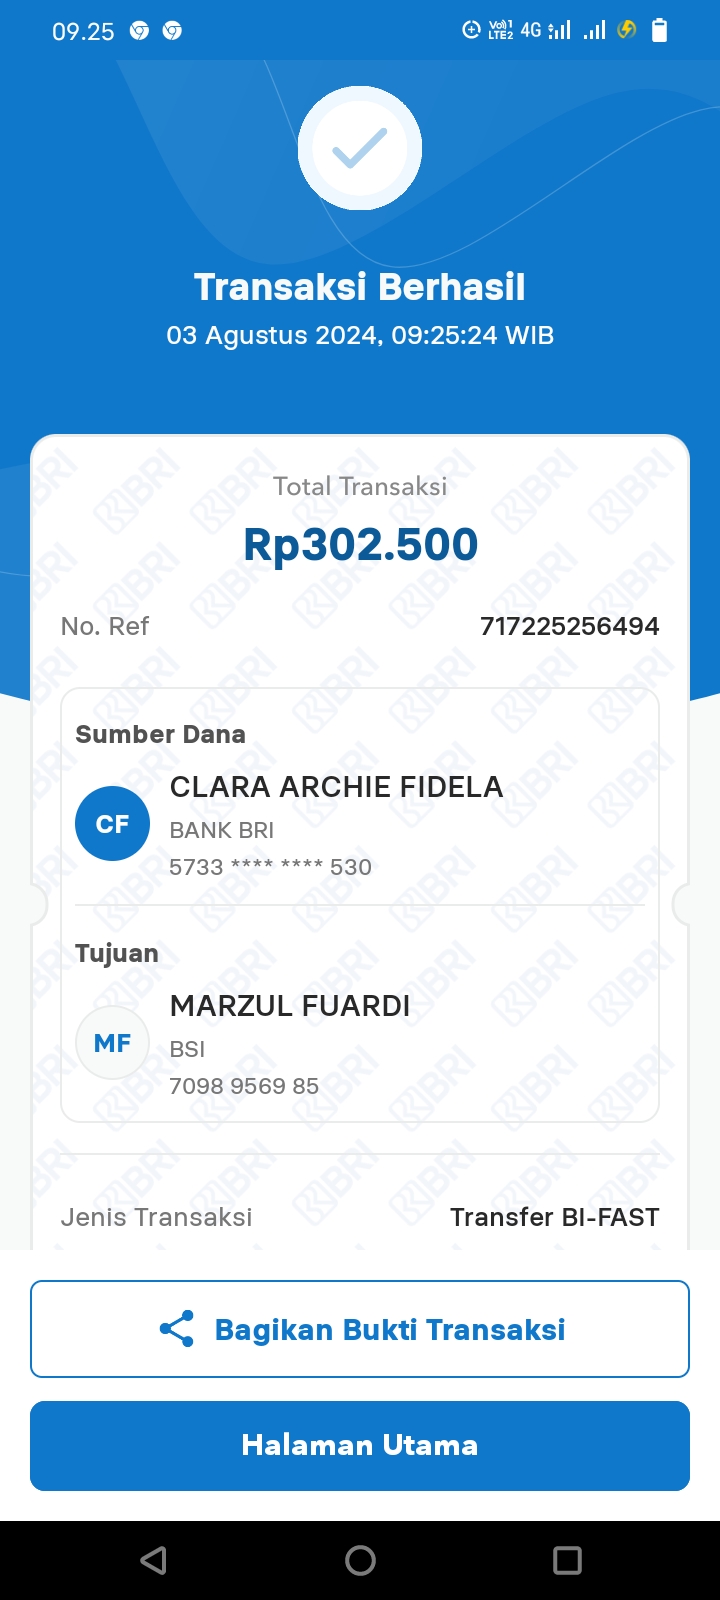 09.25 Vo)) 1 LTE2 4G
Transaksi Berhasil
03 Agustus 2024, 09:25:24 WIB
Total Transaksi
Rp302.500
No. Ref 717225256494
Sumber Dana
CF CLARA ARCHIE FIDELA
BANK BRI
5733 **** **** 530
Tujuan
MF MARZUL FUARDI
BSI
7098 9569 85
Jenis Transaksi Transfer BI-FAST
Bagikan Bukti Transaksi
Halaman Utama